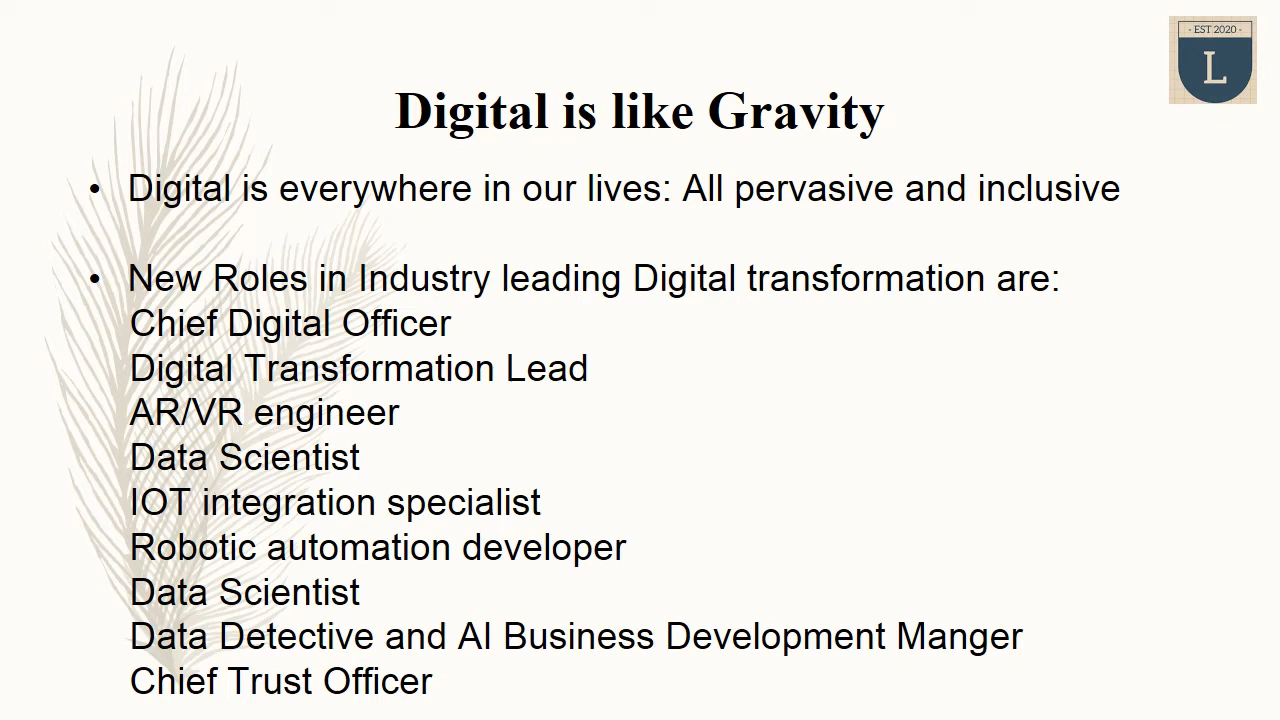 · EST 2020 ·
L
Digital is like Gravity
• Digital is everywhere in our lives: All pervasive and inclusive
• New Roles in Industry leading Digital transformation are:
Chief Digital Officer
Digital Transformation Lead
AR/VR engineer
Data Scientist
IOT integration specialist
Robotic automation developer
Data Scientist
Data Detective and AI Business Development Manger
Chief Trust Officer